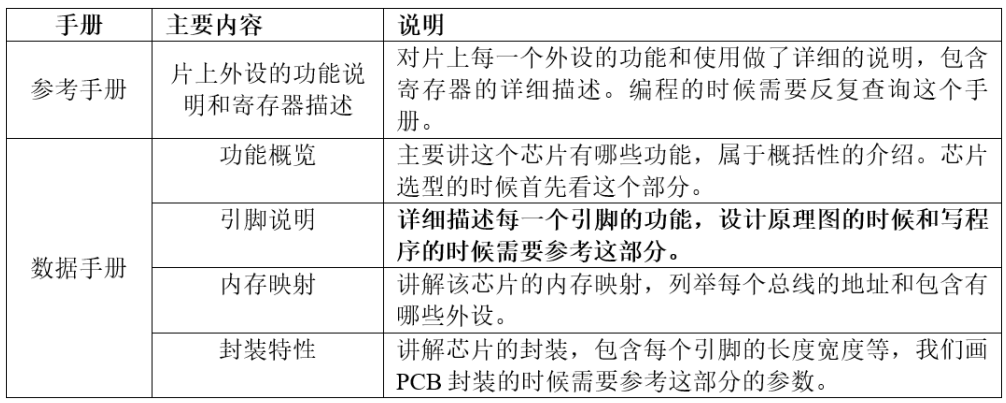 手册 主要内容 说明
参考手册 片上外设的功能说
明和寄存器描述
对片上每一个外设的功能和使用做了详细的说明，包含
寄存器的详细描述。编程的时候需要反复查询这个手
册。
数据手册
功能概览
主要讲这个芯片有哪些功能，属于概括性的介绍。芯片
选型的时候首先看这个部分。
引脚说明
详细描述每一个引脚的功能，设计原理图的时候和写程
序的时候需要参考这部分。
内存映射
讲解该芯片的内存映射，列举每个总线的地址和包含有
哪些外设。
封装特性
讲解芯片的封装，包含每个引脚的长度宽度等，我们画
PCB 封装的时候需要参考这部分的参数。